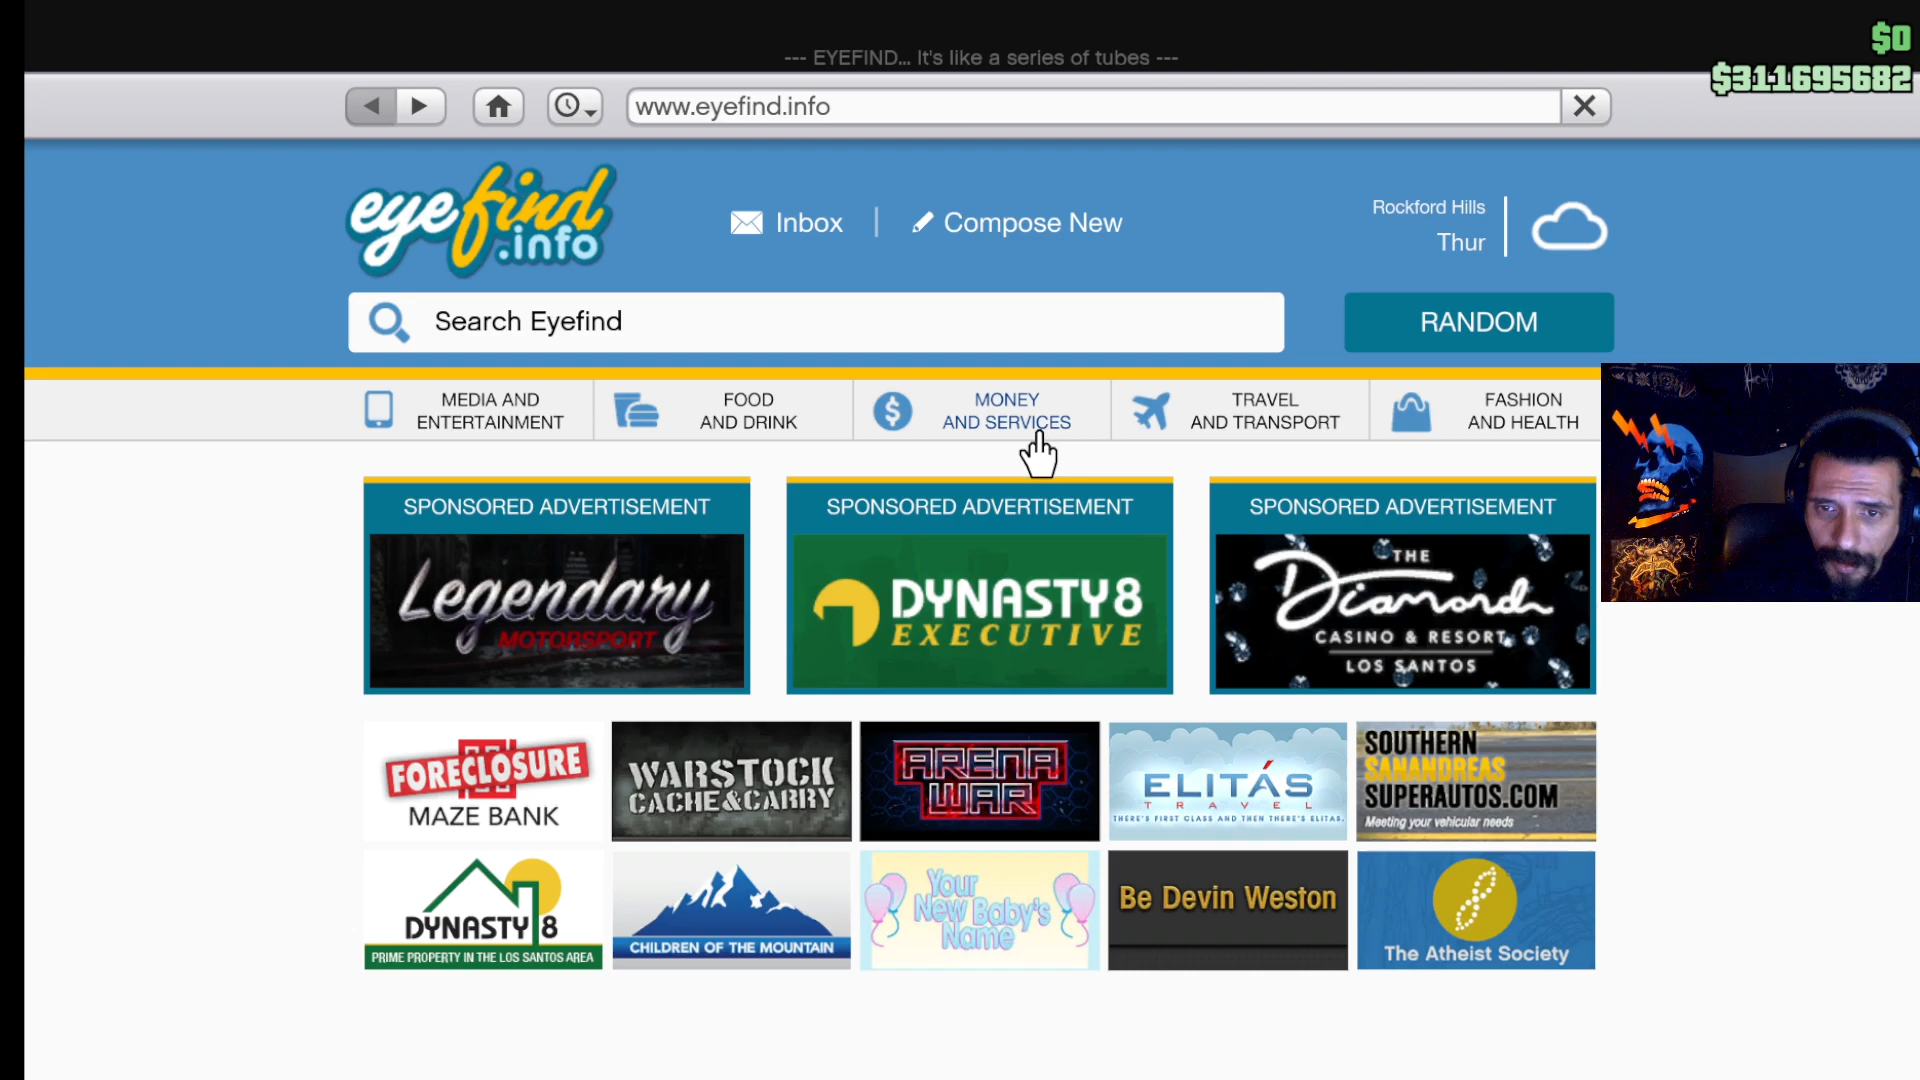 $0
--- EYEFIND... It's like a series of tubes ---
$311695682
www.eyefind.info
eyefind
.info
Inbox
Compose New
Rockford Hills
Thur
Search Eyefind
RANDOM
MEDIA AND
ENTERTAINMENT
FOOD
AND DRINK
MONEY
AND SERVICES
TRAVEL
AND TRANSPORT
FASHION
AND HEALTH
SPONSORED ADVERTISEMENT
Legendary
MOTORSPORT
SPONSORED ADVERTISEMENT
DYNASTY8
EXECUTIVE
SPONSORED ADVERTISEMENT
THE
Diamond
CASINO & RESORT
LOS SANTOS
FORECLOSURE
MAZE BANK
WARSTOCK
CACHE&CARRY
ARENA
WAR
ELITÁS
TRAVEL
THERE'S FIRST CLASS AND THEN THERE'S ELITAS.
SOUTHERN
SANANDREAS
SUPERAUTOS.COM
Meeting your vehicular needs
DYNASTY 8
PRIME PROPERTY IN THE LOS SANTOS AREA
CHILDREN OF THE MOUNTAIN
Your
New Baby's
Name
Be Devin Weston
The Atheist Society